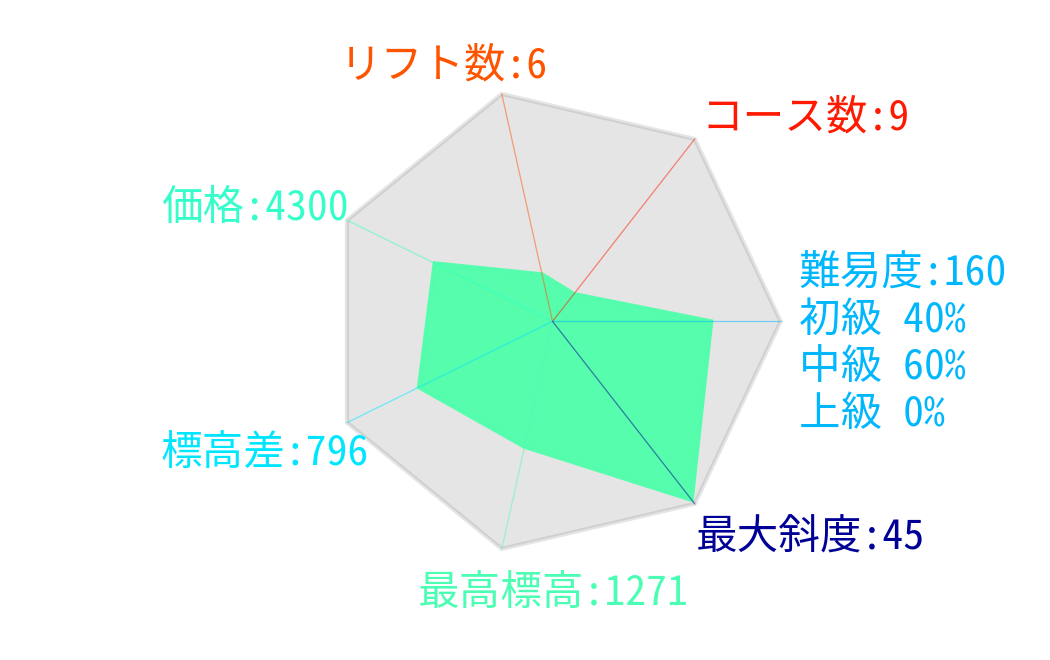 リフト数:6
コース数:9
価格:4300
難易度:160
初級 40%
中級 60%
上級 0%
標高差:796
最大斜度:45
最高標高:1271